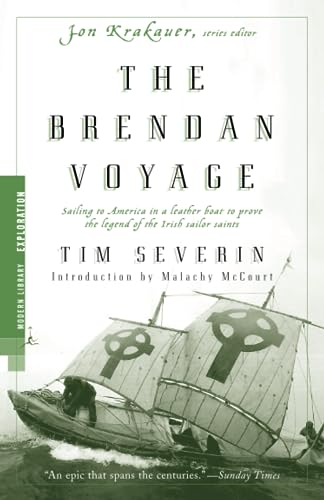 Jon Krakauer, series editor
THE
BRENDAN
VOYAGE
Sailing to America in a leather boat to prove
the legend of the Irish sailor saints
TIM SEVERIN
Introduction by Malachy McCourt
MODERN LIBRARY EXPLORATION
"An epic that spans the centuries." —Sunday Times